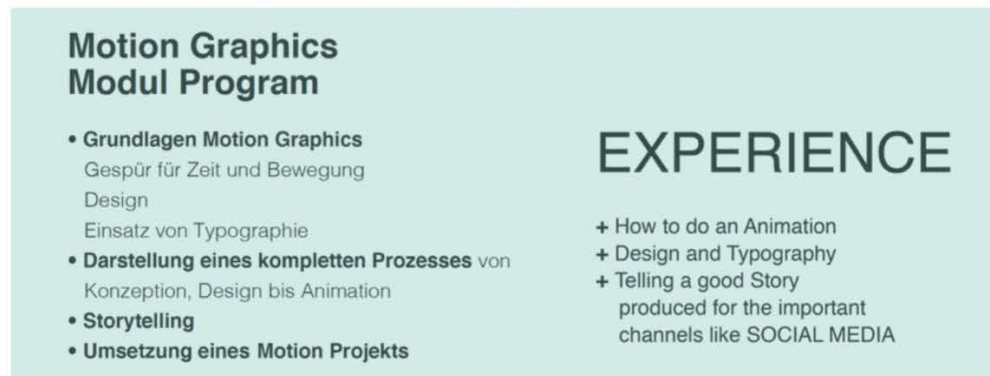 Motion Graphics
Modul Program
• Grundlagen Motion Graphics
Gespür für Zeit und Bewegung
Design
Einsatz von Typographie
• Darstellung eines kompletten Prozesses von
Konzeption, Design bis Animation
• Storytelling
• Umsetzung eines Motion Projekts
EXPERIENCE
+ How to do an Animation
+ Design and Typography
+ Telling a good Story
produced for the important
channels like SOCIAL MEDIA